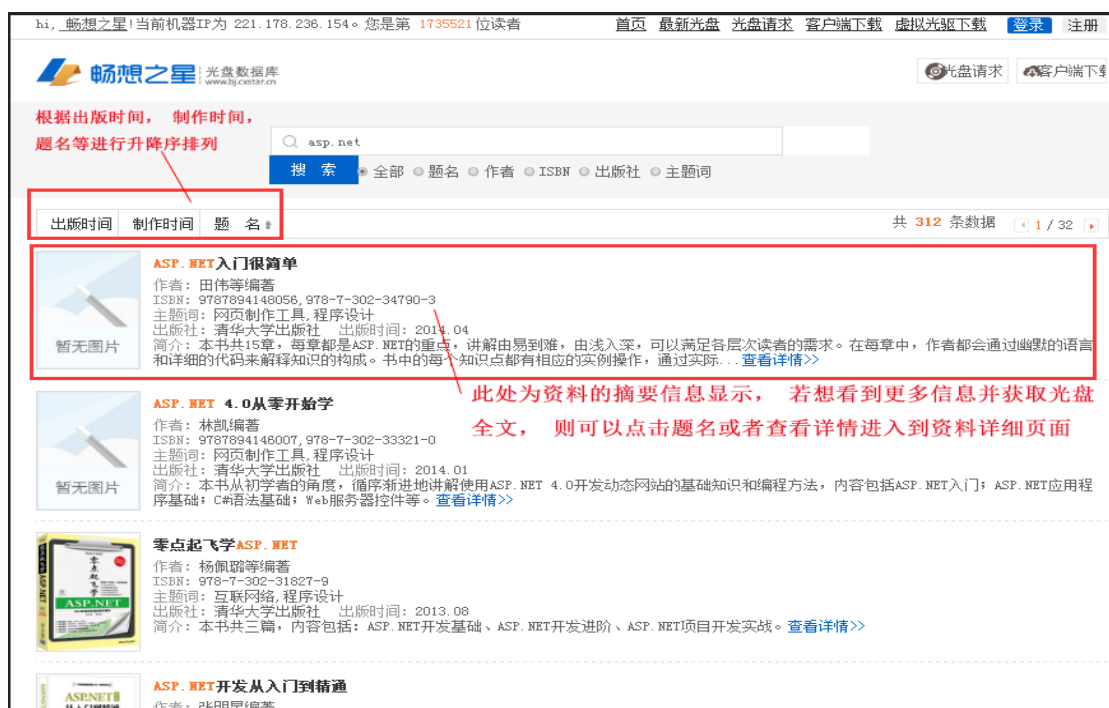 hi, 畅想之星!当前机器IP为 221.178.236.154。您是第 1735521位读者
首页 最新光盘 光盘请求 客户端下载 虚拟光驱下载 登录 注册
畅想之星 光盘数据库
www.bj.cxstar.cn
光盘请求 客户端下载
根据出版时间， 制作时间，
题名等进行升降序排列
asp.net
搜 索 全部 题名 作者 ISBN 出版社 主题词
出版时间 制作时间 题 名 共 312 条数据 1 / 32
ASP.NET入门很简单
作者: 田伟等编著
ISBN: 9787894148056,978-7-302-34790-3
主题词: 网页制作工具,程序设计
出版社: 清华大学出版社 出版时间: 2014.04
暂无图片
简介: 本书共15章，每章都是ASP.NET的重点，讲解由易到难，由浅入深，可以满足各层次读者的需求。在每章中，作者都会通过幽默的语言
和详细的代码来解释知识的构成。书中的每个知识点都有相应的实例操作，通过实际...查看详情>>
此处为资料的摘要信息显示， 若想看到更多信息并获取光盘
全文， 则可以点击题名或者查看详情进入到资料详细页面
ASP.NET 4.0从零开始学
作者: 林凯编著
ISBN: 9787894146007,978-7-302-33321-0
主题词: 网页制作工具,程序设计
出版社: 清华大学出版社 出版时间: 2014.01
暂无图片
简介: 本书从初学者的角度，循序渐进地讲解使用ASP.NET 4.0开发动态网站的基础知识和编程方法，内容包括ASP.NET入门；ASP.NET应用程
序基础；C#语法基础；Web服务器控件等。查看详情>>
零点起飞学ASP.NET
作者: 杨佩璐等编著
ISBN: 978-7-302-31827-9
主题词: 互联网络,程序设计
出版社: 清华大学出版社 出版时间: 2013.08
简介: 本书共三篇，内容包括：ASP.NET开发基础、ASP.NET开发进阶、ASP.NET项目开发实战。查看详情>>
零点起飞学
ASP.NET
ASP.NET开发从入门到精通
作者: 张明星编著
ASP.NET